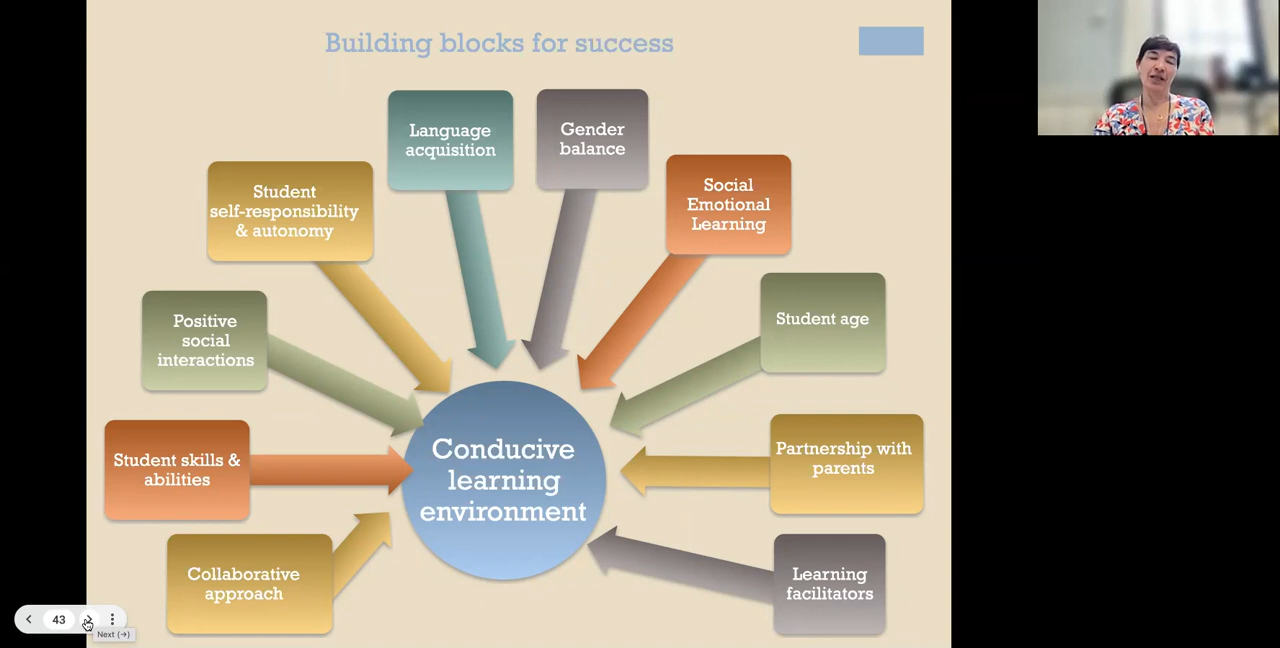 Building blocks for success
Language
acquisition
Gender
balance
Student
self-responsibility
& autonomy
Social
Emotional
Learning
Positive
social
interactions
Student age
Student skills &
abilities
Conducive
learning
environment
Partnership with
parents
Collaborative
approach
Learning
facilitators
43
Next (→)